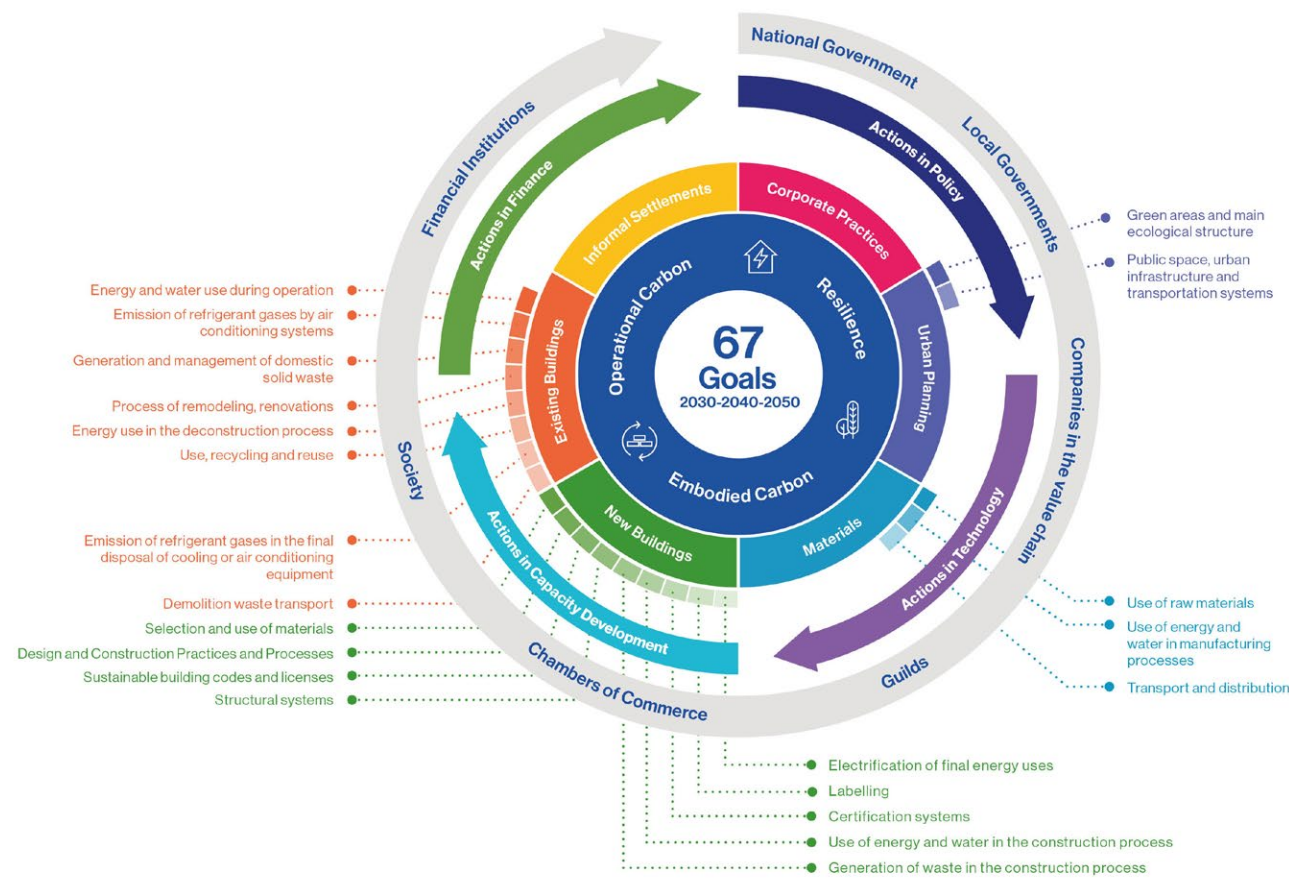 67
Goals
2030-2040-2050
Operational Carbon
Resilience
Embodied Carbon
Informal Settlements
Corporate Practices
Urban Planning
Materials
New Buildings
Existing Buildings
Actions in Finance
Actions in Policy
Actions in Technology
Actions in Capacity Development
National Government
Local Governments
Companies in the value chain
Guilds
Chambers of Commerce
Society
Financial Institutions
Green areas and main
ecological structure
Public space, urban
infrastructure and
transportation systems
Energy and water use during operation
Emission of refrigerant gases by air
conditioning systems
Generation and management of domestic
solid waste
Process of remodeling, renovations
Energy use in the deconstruction process
Use, recycling and reuse
Emission of refrigerant gases in the final
disposal of cooling or air conditioning
equipment
Demolition waste transport
Selection and use of materials
Design and Construction Practices and Processes
Sustainable building codes and licenses
Structural systems
Use of raw materials
Use of energy and
water in manufacturing
processes
Transport and distribution
Electrification of final energy uses
Labelling
Certification systems
Use of energy and water in the construction process
Generation of waste in the construction process